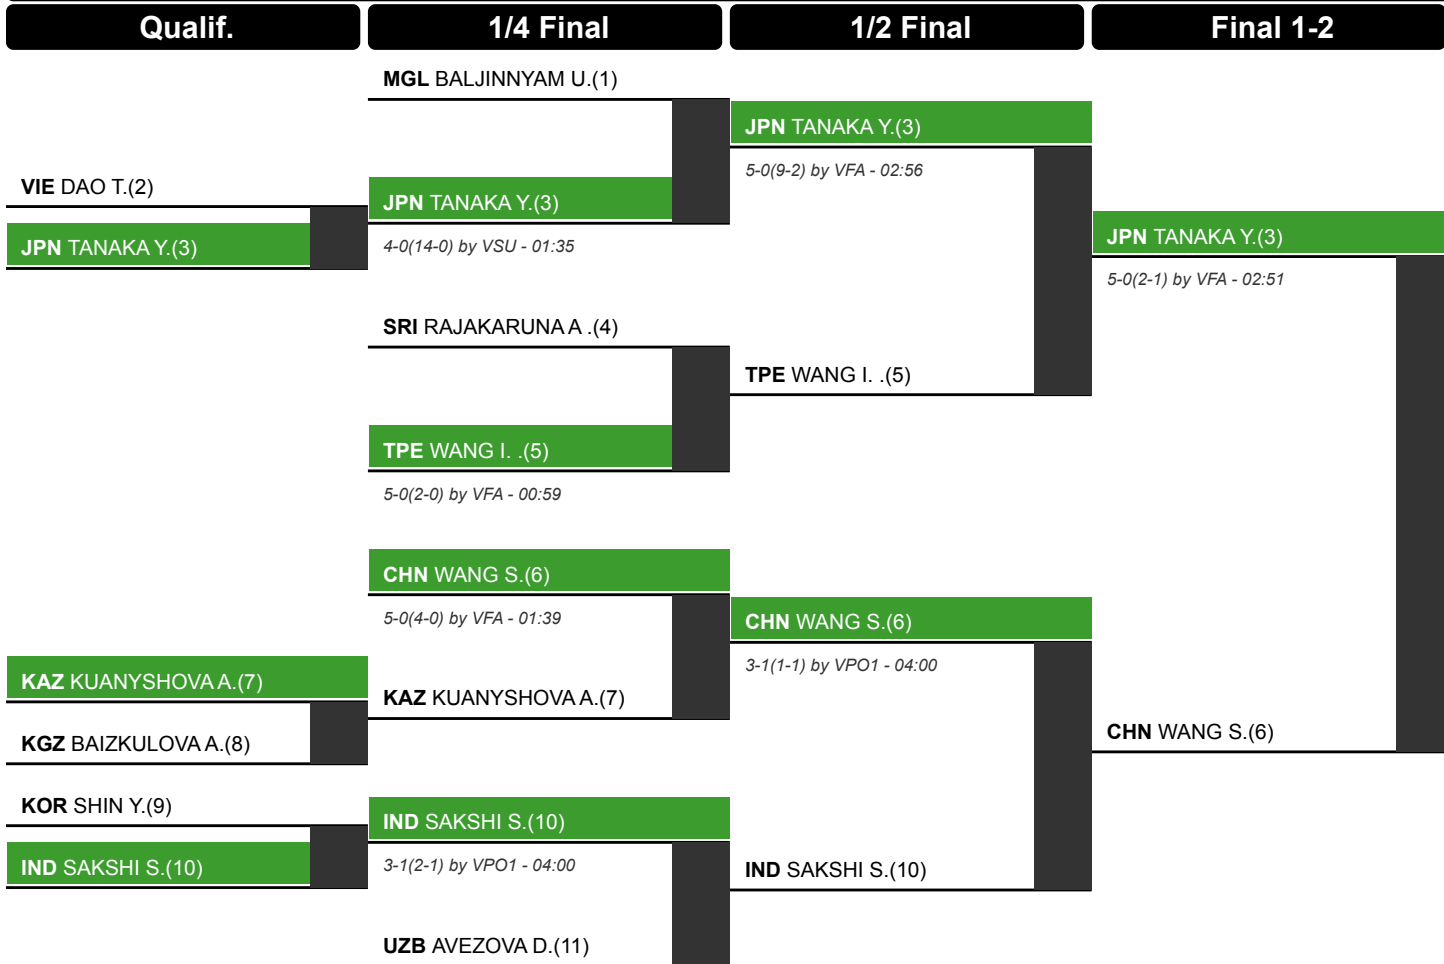 Qualif.
1/4 Final
1/2 Final
Final 1-2
VIE DAO T.(2)
JPN TANAKA Y.(3)
KAZ KUANYSHOVA A.(7)
KGZ BAIZKULOVA A.(8)
KOR SHIN Y.(9)
IND SAKSHI S.(10)
MGL BALJINNYAM U.(1)
JPN TANAKA Y.(3)
4-0(14-0) by VSU - 01:35
SRI RAJAKARUNA A .(4)
TPE WANG I. .(5)
5-0(2-0) by VFA - 00:59
CHN WANG S.(6)
5-0(4-0) by VFA - 01:39
KAZ KUANYSHOVA A.(7)
IND SAKSHI S.(10)
3-1(2-1) by VPO1 - 04:00
UZB AVEZOVA D.(11)
JPN TANAKA Y.(3)
5-0(9-2) by VFA - 02:56
TPE WANG I. .(5)
CHN WANG S.(6)
3-1(1-1) by VPO1 - 04:00
IND SAKSHI S.(10)
JPN TANAKA Y.(3)
5-0(2-1) by VFA - 02:51
CHN WANG S.(6)